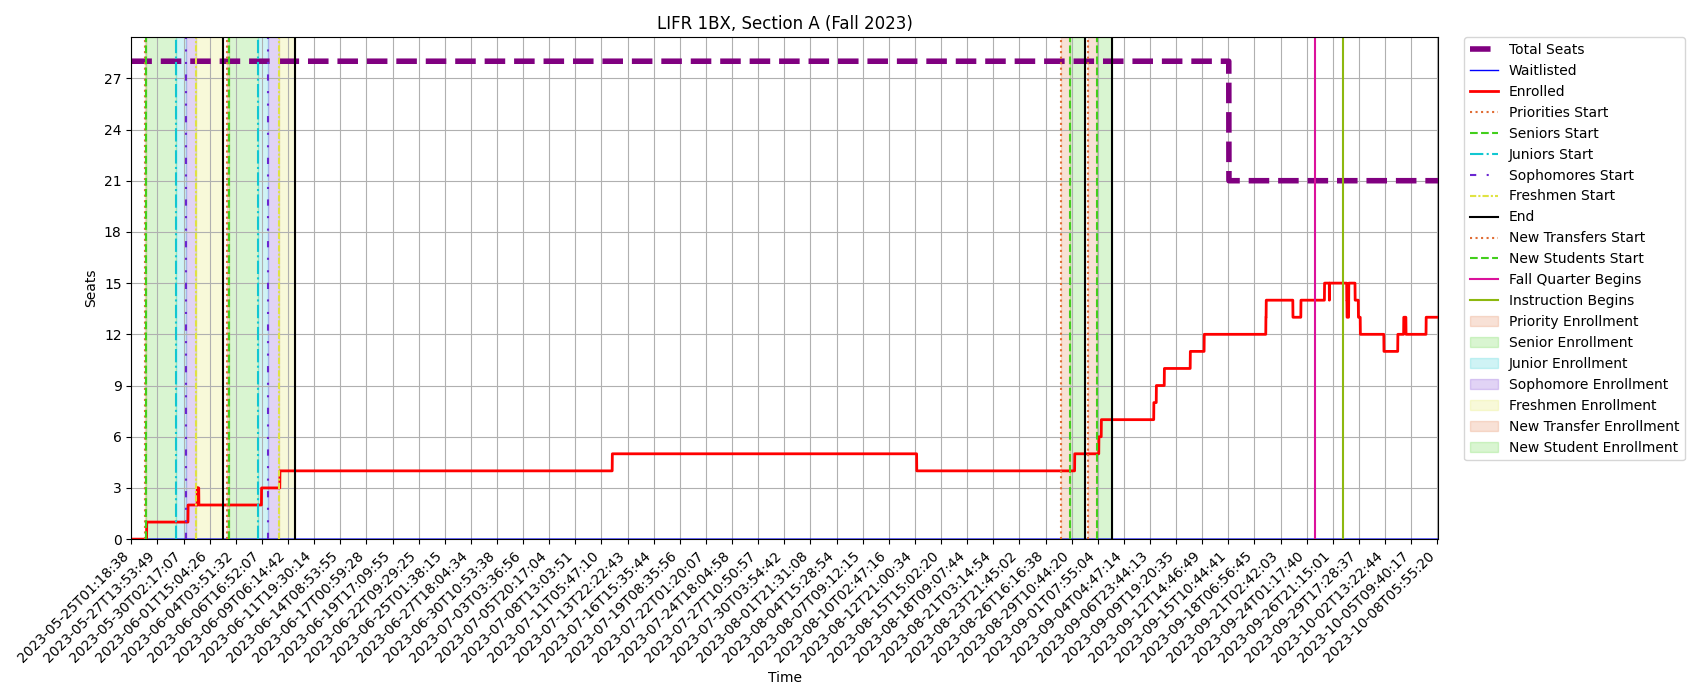 LIFR 1BX, Section A (Fall 2023)
Seats
27
24
21
18
15
12
9
6
3
0
2023-05-25T01:18:38
2023-05-27T13:53:49
2023-05-30T02:17:07
2023-06-01T15:04:26
2023-06-04T03:51:32
2023-06-06T16:52:07
2023-06-09T06:14:42
2023-06-11T19:30:14
2023-06-14T08:53:55
2023-06-17T00:59:28
2023-06-19T17:09:55
2023-06-22T09:29:25
2023-06-25T01:38:15
2023-06-27T18:04:34
2023-06-30T10:53:38
2023-07-03T03:36:56
2023-07-05T20:17:04
2023-07-08T13:03:51
2023-07-11T05:47:10
2023-07-13T22:22:43
2023-07-16T15:35:44
2023-07-19T08:35:56
2023-07-22T01:20:07
2023-07-24T18:04:58
2023-07-27T10:50:57
2023-07-30T03:54:42
2023-08-01T21:31:08
2023-08-04T15:28:54
2023-08-07T09:12:15
2023-08-10T02:47:16
2023-08-12T21:00:34
2023-08-15T15:02:20
2023-08-18T09:07:44
2023-08-21T03:14:54
2023-08-23T21:45:02
2023-08-26T16:16:38
2023-08-29T10:44:20
2023-09-01T07:55:04
2023-09-04T04:47:14
2023-09-06T23:44:13
2023-09-09T19:20:35
2023-09-12T14:46:49
2023-09-15T10:44:41
2023-09-18T06:56:45
2023-09-21T02:42:03
2023-09-24T01:17:40
2023-09-26T21:15:01
2023-09-29T17:28:37
2023-10-02T13:22:44
2023-10-05T09:40:17
2023-10-08T05:55:20
Time
Total Seats
Waitlisted
Enrolled
Priorities Start
Seniors Start
Juniors Start
Sophomores Start
Freshmen Start
End
New Transfers Start
New Students Start
Fall Quarter Begins
Instruction Begins
Priority Enrollment
Senior Enrollment
Junior Enrollment
Sophomore Enrollment
Freshmen Enrollment
New Transfer Enrollment
New Student Enrollment